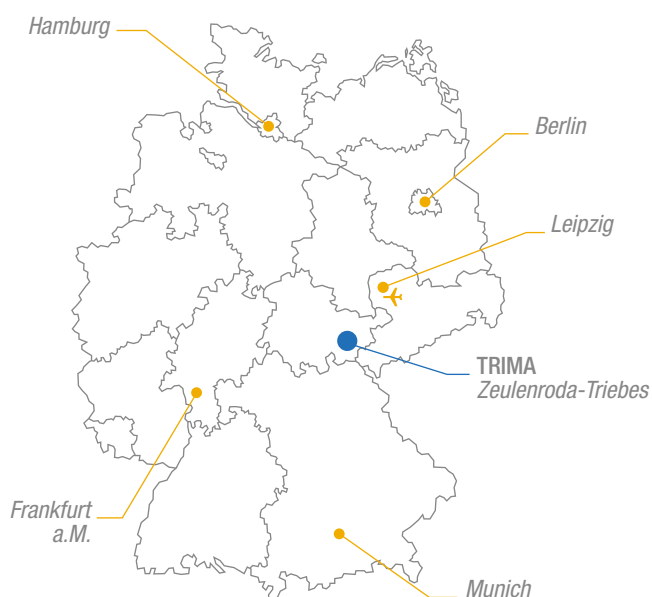 Hamburg
Berlin
Leipzig
TRIMA
Zeulenroda-Triebes
Frankfurt
a.M.
Munich